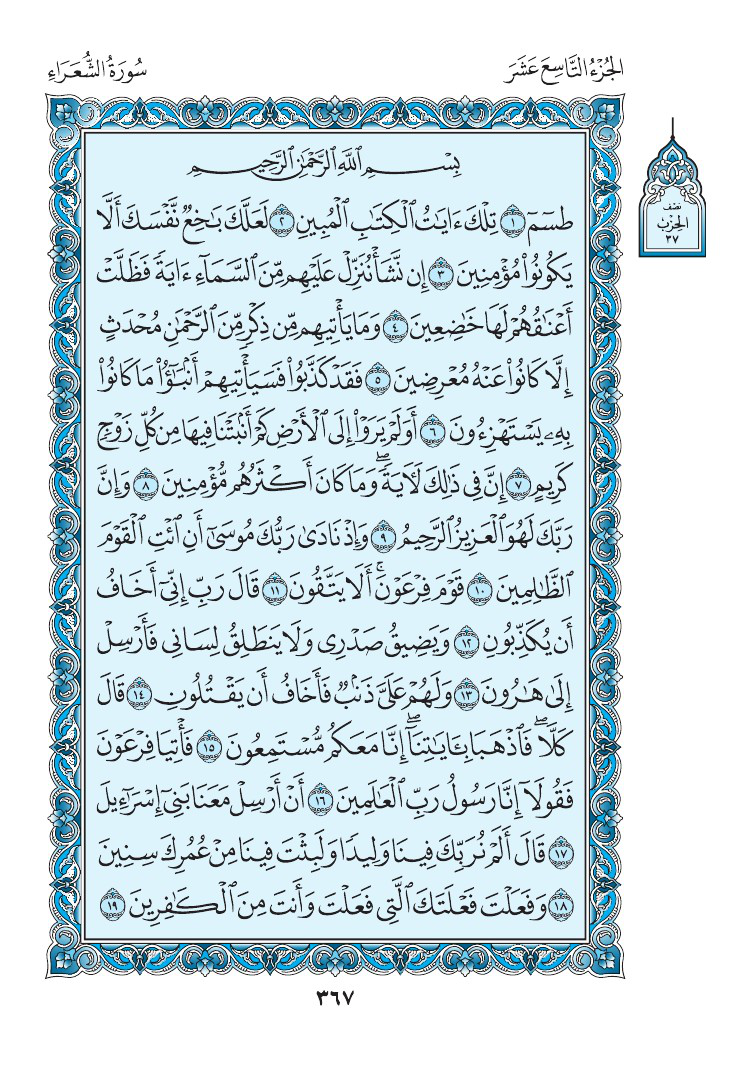 الجُزْءُ التَّاسِعَ عَشَرَ
سُورَةُ الشُّعَرَاءِ
نصف
الحزب
٣٧
بِسْمِ ٱللَّهِ ٱلرَّحْمَٰنِ ٱلرَّحِيمِ
طسٓمٓ ١ تِلْكَ ءَايَٰتُ ٱلْكِتَٰبِ ٱلْمُبِينِ ٢ لَعَلَّكَ بَٰخِعٌ نَّفْسَكَ أَلَّا
يَكُونُوا۟ مُؤْمِنِينَ ٣ إِن نَّشَأْ نُنَزِّلْ عَلَيْهِم مِّنَ ٱلسَّمَآءِ ءَايَةً فَظَلَّتْ
أَعْنَٰقُهُمْ لَهَا خَٰضِعِينَ ٤ وَمَا يَأْتِيهِم مِّن ذِكْرٍ مِّنَ ٱلرَّحْمَٰنِ مُحْدَثٍ
إِلَّا كَانُوا۟ عَنْهُ مُعْرِضِينَ ٥ فَقَدْ كَذَّبُوا۟ فَسَيَأْتِيهِمْ أَنۢبَٰٓؤُا۟ مَا كَانُوا۟
بِهِۦ يَسْتَهْزِءُونَ ٦ أَوَلَمْ يَرَوْا۟ إِلَى ٱلْأَرْضِ كَمْ أَنۢبَتْنَا فِيهَا مِن كُلِّ زَوْجٍ
كَرِيمٍ ٧ إِنَّ فِى ذَٰلِكَ لَءَايَةً ۖ وَمَا كَانَ أَكْثَرُهُم مُّؤْمِنِينَ ٨ وَإِنَّ
رَبَّكَ لَهُوَ ٱلْعَزِيزُ ٱلرَّحِيمُ ٩ وَإِذْ نَادَىٰ رَبُّكَ مُوسَىٰٓ أَنِ ٱئْتِ ٱلْقَوْمَ
ٱلظَّٰلِمِينَ ١٠ قَوْمَ فِرْعَوْنَ ۚ أَلَا يَتَّقُونَ ١١ قَالَ رَبِّ إِنِّىٓ أَخَافُ
أَن يُكَذِّبُونِ ١٢ وَيَضِيقُ صَدْرِى وَلَا يَنطَلِقُ لِسَانِى فَأَرْسِلْ
إِلَىٰ هَٰرُونَ ١٣ وَلَهُمْ عَلَىَّ ذَنۢبٌ فَأَخَافُ أَن يَقْتُلُونِ ١٤ قَالَ
كَلَّا ۖ فَٱذْهَبَا بِـَٔايَٰتِنَآ ۖ إِنَّا مَعَكُم مُّسْتَمِعُونَ ١٥ فَأْتِيَا فِرْعَوْنَ
فَقُولَآ إِنَّا رَسُولُ رَبِّ ٱلْعَٰلَمِينَ ١٦ أَنْ أَرْسِلْ مَعَنَا بَنِىٓ إِسْرَٰٓءِيلَ
١٧ قَالَ أَلَمْ نُرَبِّكَ فِينَا وَلِيدًا وَلَبِثْتَ فِينَا مِنْ عُمُرِكَ سِنِينَ
١٨ وَفَعَلْتَ فَعْلَتَكَ ٱلَّتِى فَعَلْتَ وَأَنتَ مِنَ ٱلْكَٰفِرِينَ ١٩
٣٦٧